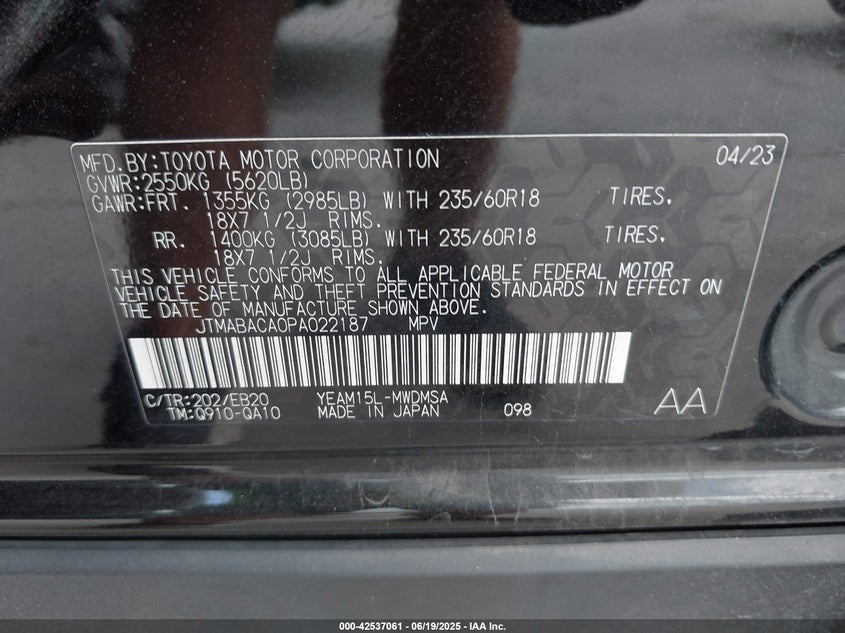 MFD.BY:TOYOTA MOTOR CORPORATION 04/23
GVWR:2550KG (5620LB)
GAWR:FRT. 1355KG (2985LB) WITH 235/60R18 TIRES.
18X7 1/2J RIMS.
RR. 1400KG (3085LB) WITH 235/60R18 TIRES.
18X7 1/2J RIMS.
THIS VEHICLE CONFORMS TO ALL APPLICABLE FEDERAL MOTOR
VEHICLE SAFETY AND THEFT PREVENTION STANDARDS IN EFFECT ON
THE DATE OF MANUFACTURE SHOWN ABOVE.
JTMABACA0PA022187 MPV
C/TR:202/EB20 YEAM15L-MWDMSA
TM:Q910-QA10 MADE IN JAPAN 098 AA
000-42537061 - 06/19/2025 - IAA Inc.